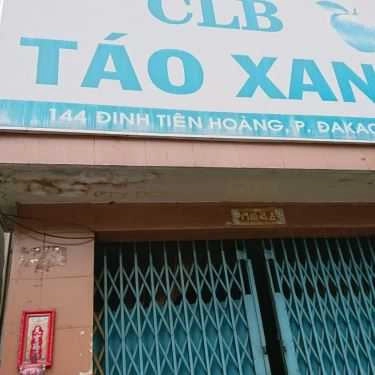 CLB
TÁO XAN
144 ĐINH TIÊN HOÀNG, P. ĐAKAO